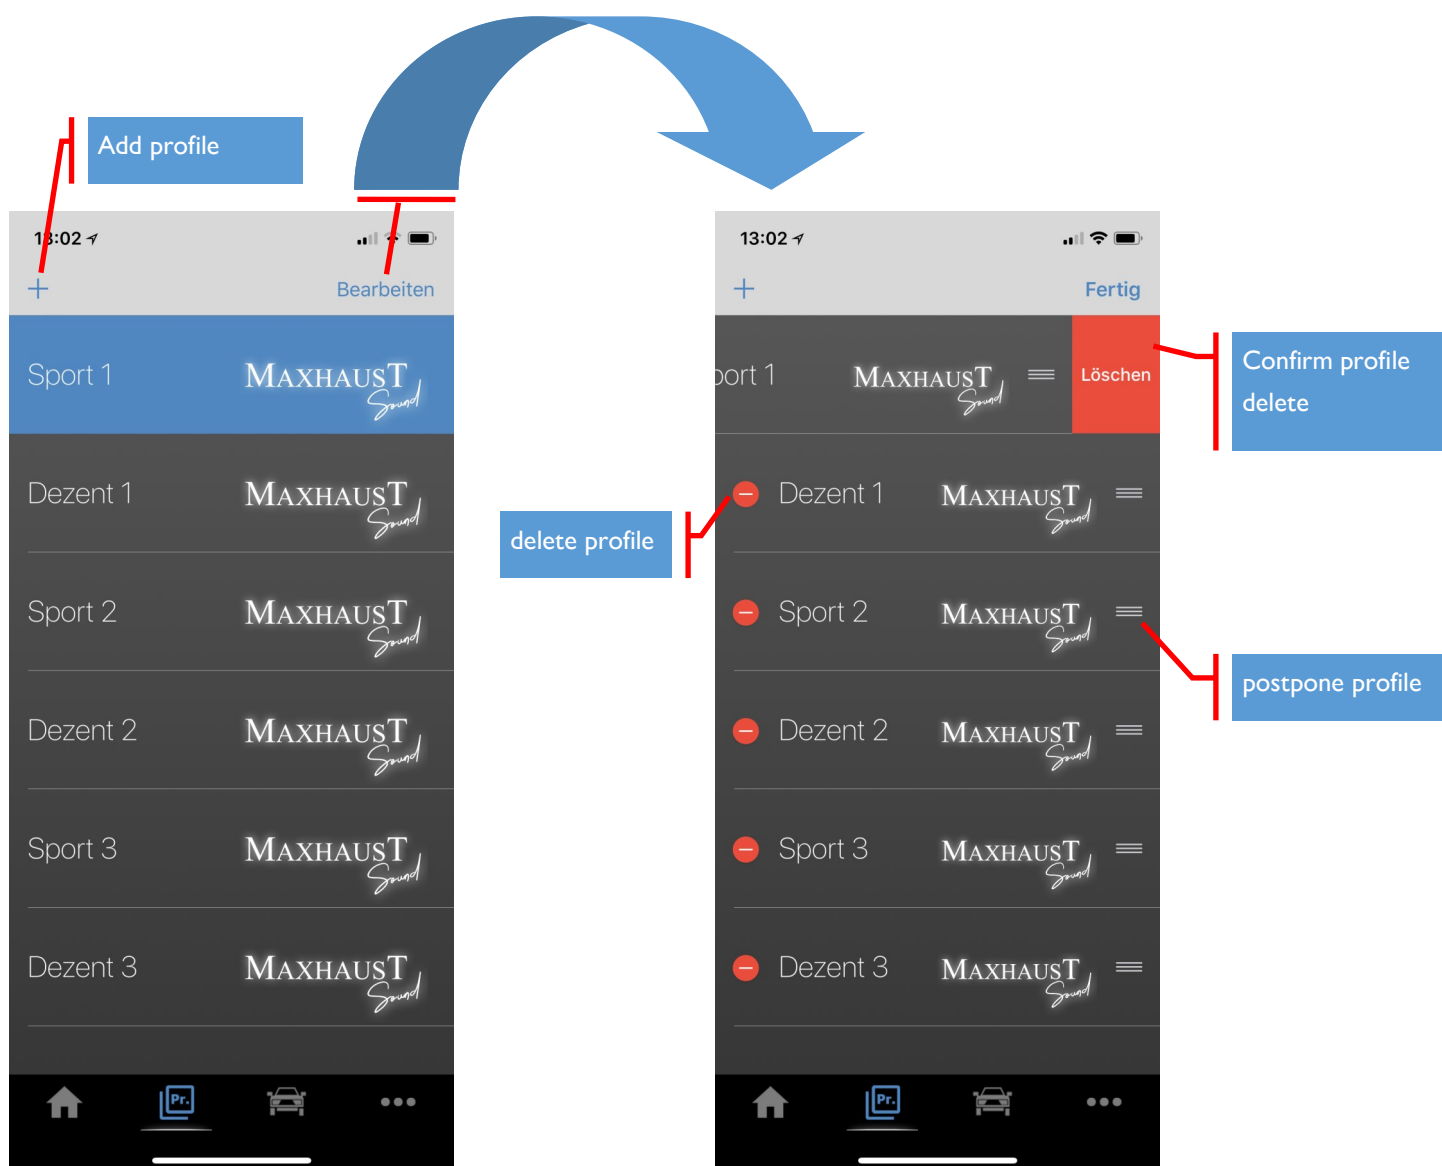 Add profile
13:02
Bearbeiten
Sport 1
MAXHAUST
Sound
Dezent 1
MAXHAUST
Sound
Sport 2
MAXHAUST
Sound
Dezent 2
MAXHAUST
Sound
Sport 3
MAXHAUST
Sound
Dezent 3
MAXHAUST
Sound
Pr.
13:02
Fertig
port 1
MAXHAUST
Sound
Löschen
Confirm profile
delete
delete profile
Dezent 1
MAXHAUST
Sound
Sport 2
MAXHAUST
Sound
postpone profile
Dezent 2
MAXHAUST
Sound
Sport 3
MAXHAUST
Sound
Dezent 3
MAXHAUST
Sound
Pr.